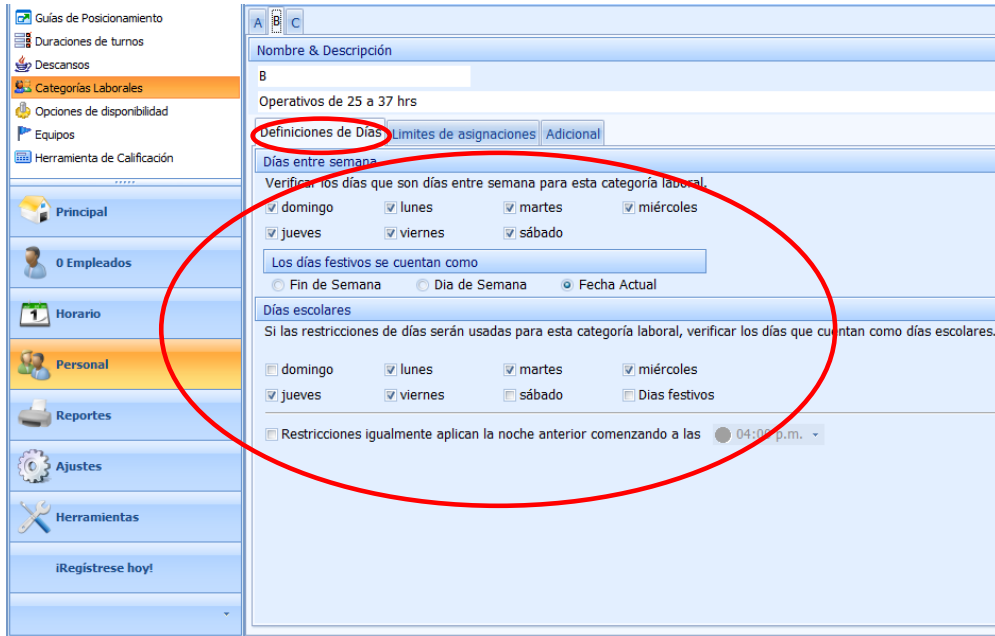 Guías de Posicionamiento
Duraciones de turnos
Descansos
Categorías Laborales
Opciones de disponibilidad
Equipos
Herramienta de Calificación
Principal
0 Empleados
Horario
Personal
Reportes
Ajustes
Herramientas
iRegístrese hoy!
A B C
Nombre & Descripción
B
Operativos de 25 a 37 hrs
Definiciones de Días Limites de asignaciones Adicional
Días entre semana
Verificar los días que son días entre semana para esta categoría laboral.
domingo lunes martes miércoles
jueves viernes sábado
Los días festivos se cuentan como
Fin de Semana Dia de Semana Fecha Actual
Días escolares
Si las restricciones de días serán usadas para esta categoría laboral, verificar los días que cuentan como días escolares.
domingo lunes martes miércoles
jueves viernes sábado Dias festivos
Restricciones igualmente aplican la noche anterior comenzando a las 04:00 p.m.